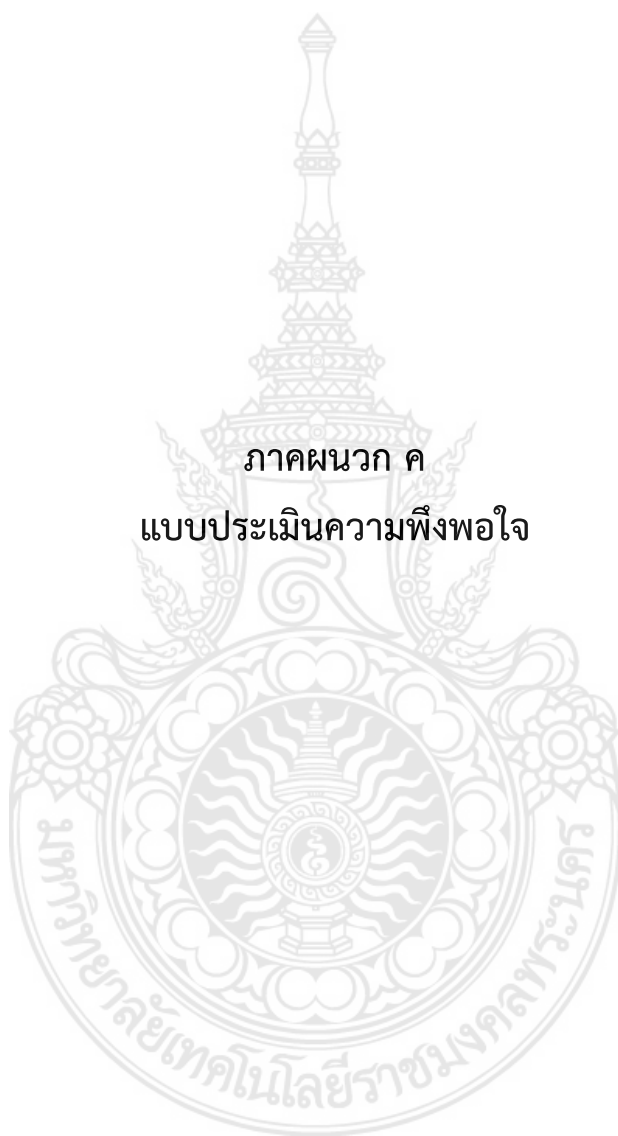 ภาคผนวก ค
แบบประเมินความพึงพอใจ
มหาวิทยาลัยเทคโนโลยีราชมงคลพระนคร